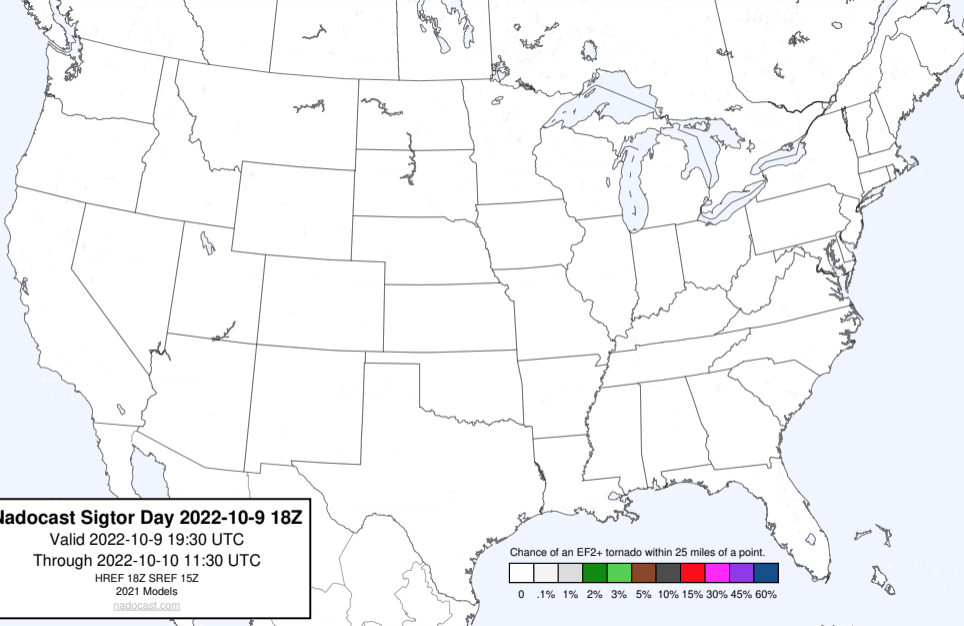 Nadocast Sigtor Day 2022-10-9 18Z
Valid 2022-10-9 19:30 UTC
Through 2022-10-10 11:30 UTC
HREF 18Z SREF 15Z
2021 Models
nadocast.com
Chance of an EF2+ tornado within 25 miles of a point.
0 .1% 1% 2% 3% 5% 10% 15% 30% 45% 60%